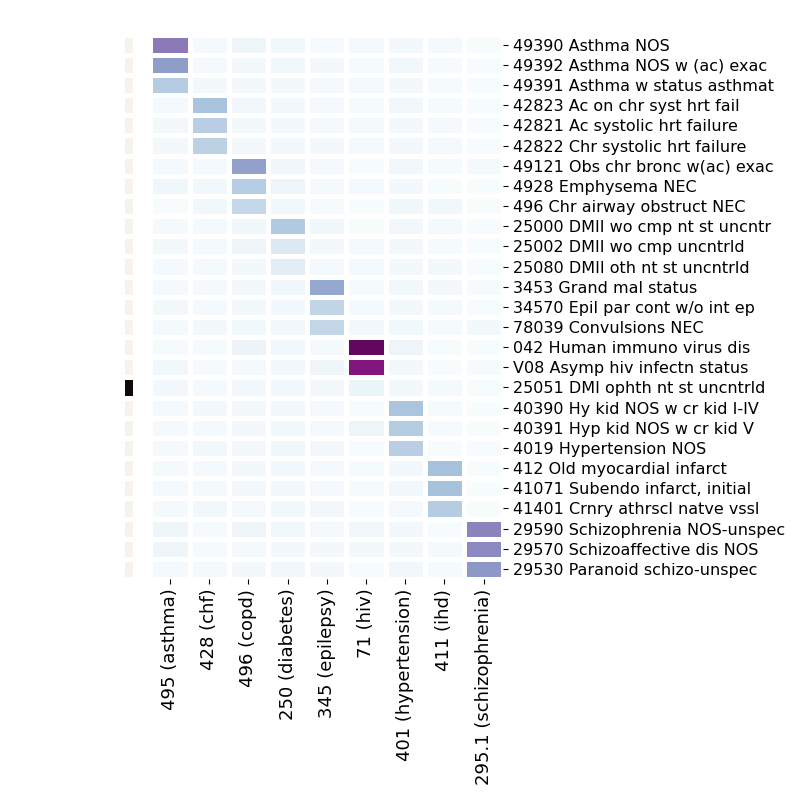 49390 Asthma NOS
49392 Asthma NOS w (ac) exac
49391 Asthma w status asthmat
42823 Ac on chr syst hrt fail
42821 Ac systolic hrt failure
42822 Chr systolic hrt failure
49121 Obs chr bronc w(ac) exac
4928 Emphysema NEC
496 Chr airway obstruct NEC
25000 DMII wo cmp nt st uncntr
25002 DMII wo cmp uncntrld
25080 DMII oth nt st uncntrld
3453 Grand mal status
34570 Epil par cont w/o int ep
78039 Convulsions NEC
042 Human immuno virus dis
V08 Asymp hiv infectn status
25051 DMI ophth nt st uncntrld
40390 Hy kid NOS w cr kid I-IV
40391 Hyp kid NOS w cr kid V
4019 Hypertension NOS
412 Old myocardial infarct
41071 Subendo infarct, initial
41401 Crnry athrscl natve vssl
29590 Schizophrenia NOS-unspec
29570 Schizoaffective dis NOS
29530 Paranoid schizo-unspec
495 (asthma)
428 (chf)
496 (copd)
250 (diabetes)
345 (epilepsy)
71 (hiv)
401 (hypertension)
411 (ihd)
295.1 (schizophrenia)